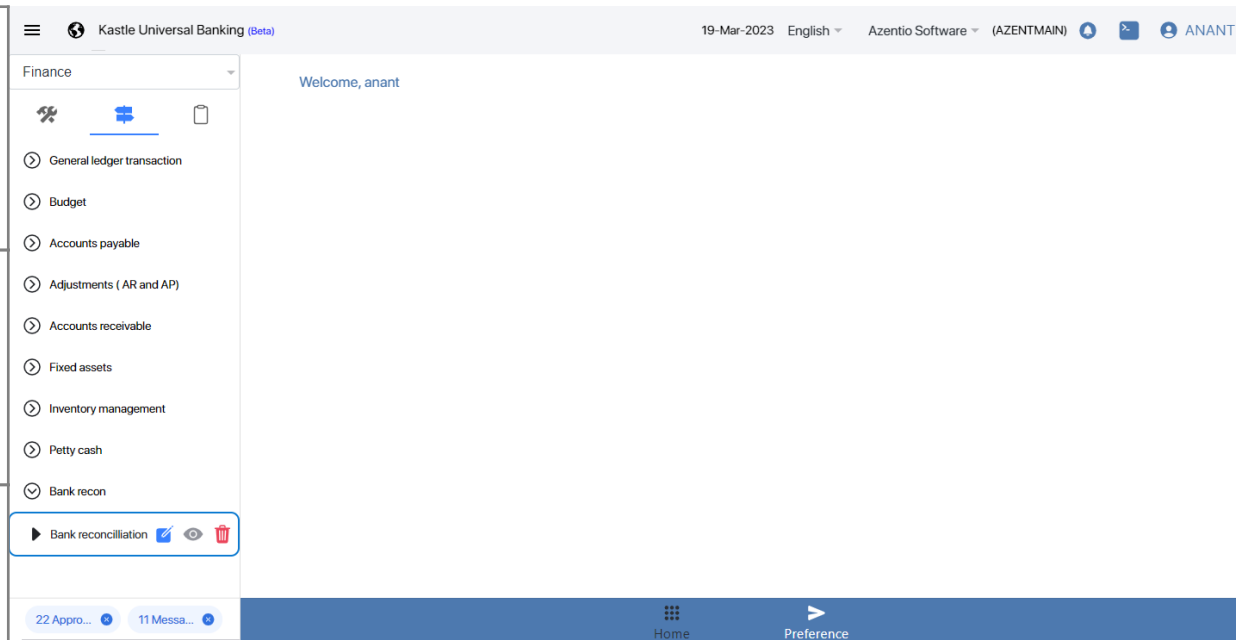 Kastle Universal Banking (Beta)
19-Mar-2023 English Azentio Software (AZENTMAIN) ANANT
Finance
Welcome, anant
General ledger transaction
Budget
Accounts payable
Adjustments ( AR and AP)
Accounts receivable
Fixed assets
Inventory management
Petty cash
Bank recon
Bank reconcilliation
22 Appro... 11 Messa...
Home Preference